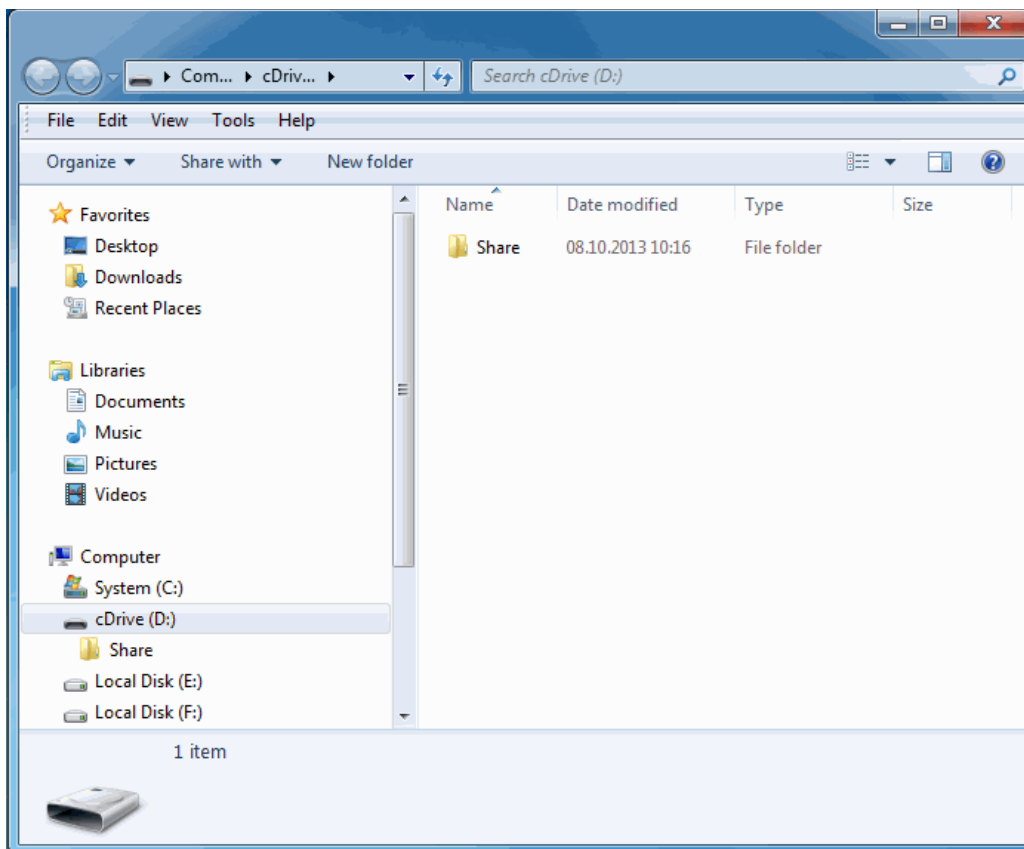 Com... cDriv... Search cDrive (D:)
File Edit View Tools Help
Organize Share with New folder
Name Date modified Type Size
Share 08.10.2013 10:16 File folder
Favorites
Desktop
Downloads
Recent Places
Libraries
Documents
Music
Pictures
Videos
Computer
System (C:)
cDrive (D:)
Share
Local Disk (E:)
Local Disk (F:)
1 item